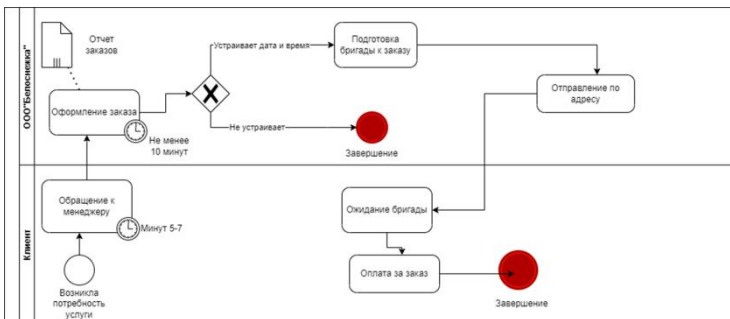 ООО"Белоснежка"
Отчет
заказов
Оформление заказа
Не менее
10 минут
Устраивает дата и время
Не устраивает
Подготовка
бригады к заказу
Отправление по
адресу
Завершение
Клиент
Обращение к
менеджеру
Минут 5-7
Возникла
потребность
услуги
Ожидание бригады
Оплата за заказ
Завершение